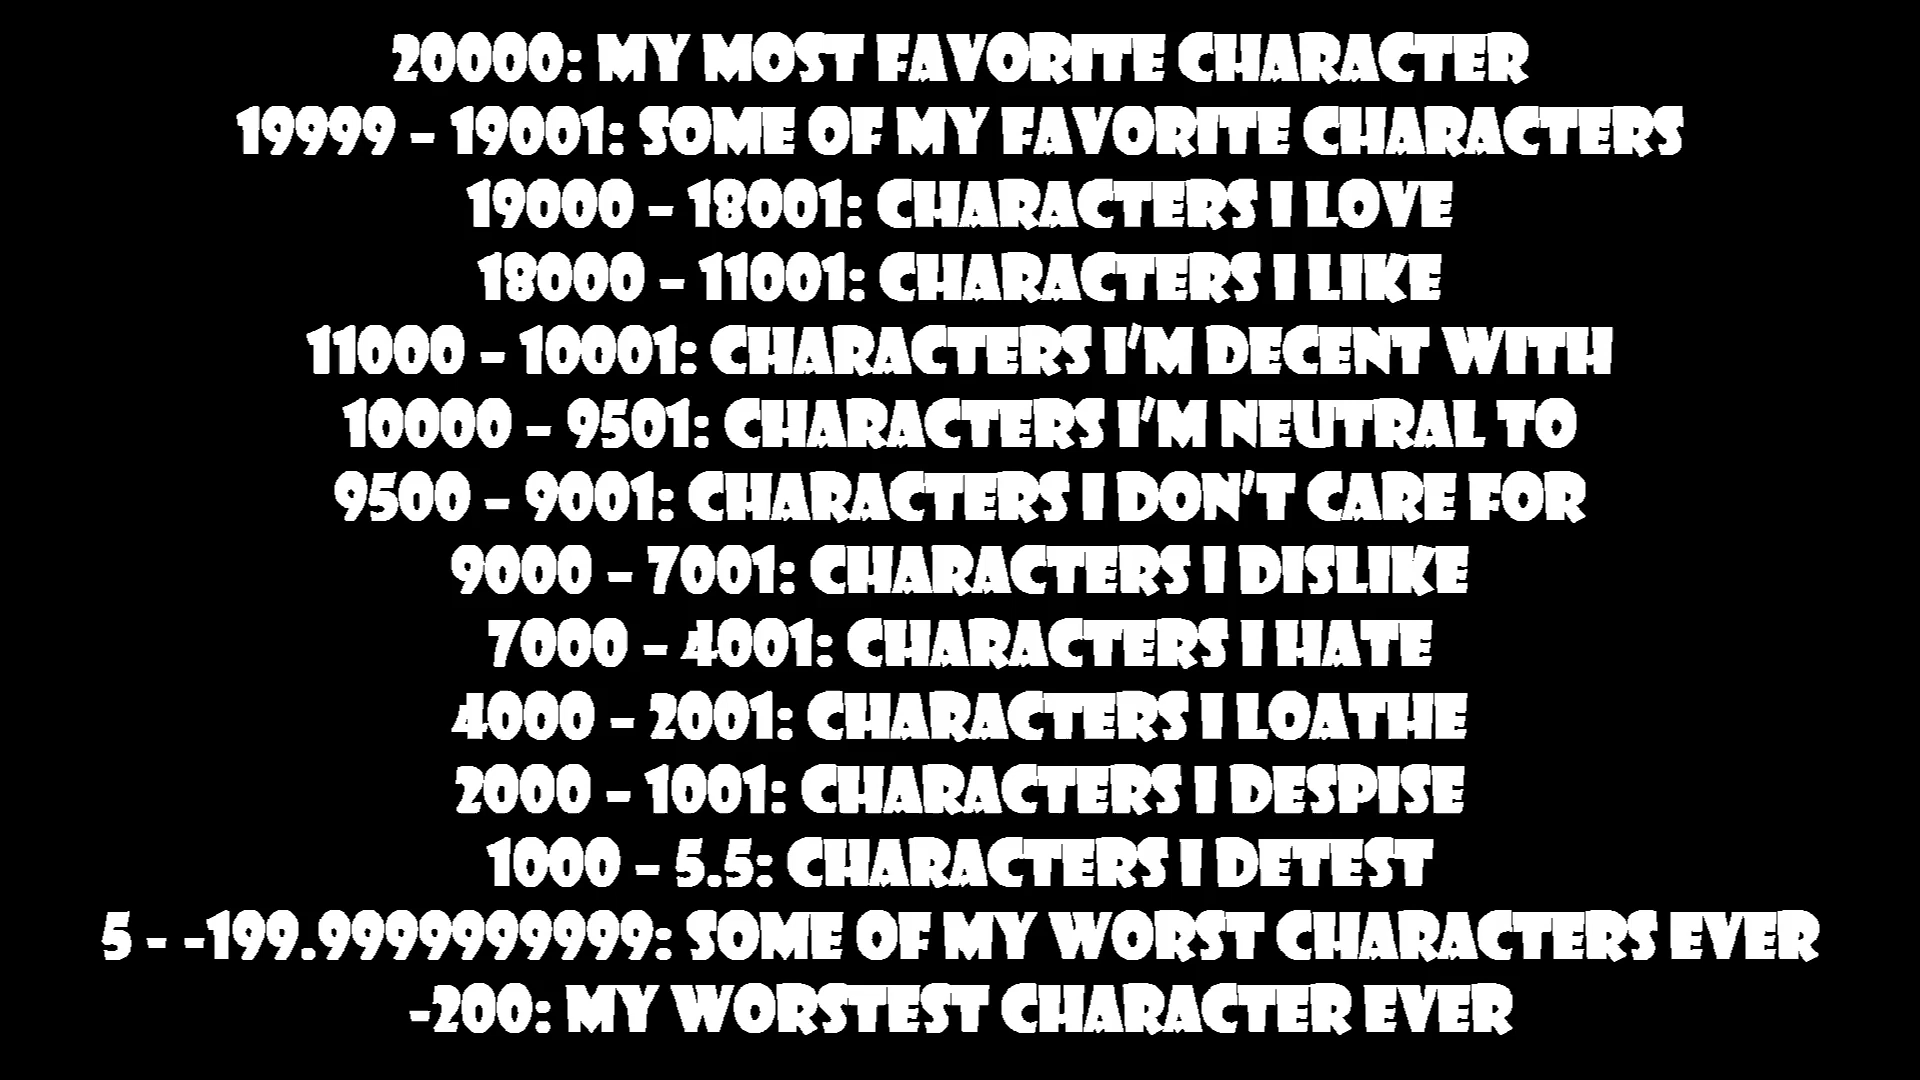 20000: MY MOST FAVORITE CHARACTER
19999 – 19001: SOME OF MY FAVORITE CHARACTERS
19000 – 18001: CHARACTERS I LOVE
18000 – 11001: CHARACTERS I LIKE
11000 – 10001: CHARACTERS I'M DECENT WITH
10000 – 9501: CHARACTERS I'M NEUTRAL TO
9500 – 9001: CHARACTERS I DON'T CARE FOR
9000 – 7001: CHARACTERS I DISLIKE
7000 – 4001: CHARACTERS I HATE
4000 – 2001: CHARACTERS I LOATHE
2000 – 1001: CHARACTERS I DESPISE
1000 – 5.5: CHARACTERS I DETEST
5 - -199.9999999999: SOME OF MY WORST CHARACTERS EVER
-200: MY WORSTEST CHARACTER EVER